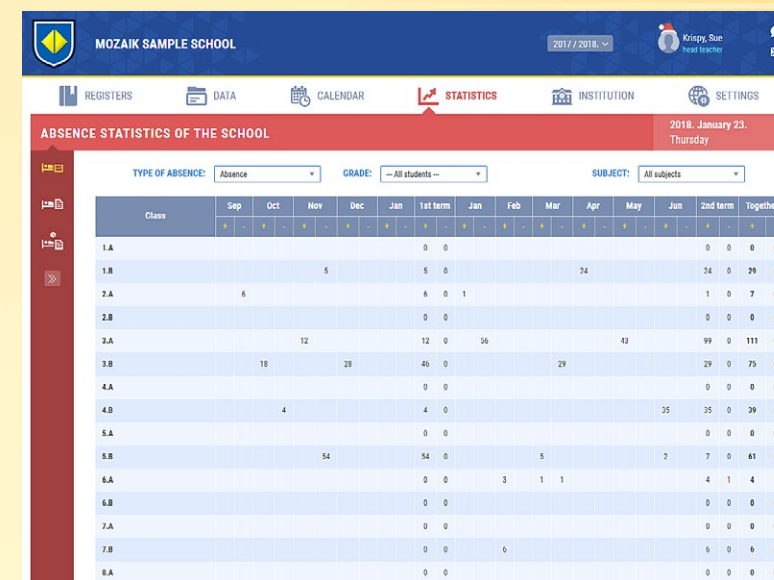 MOZAIK SAMPLE SCHOOL
2017 / 2018.
Krispy, Sue
head teacher
REGISTERS DATA CALENDAR STATISTICS INSTITUTION SETTINGS
ABSENCE STATISTICS OF THE SCHOOL
2018. January 23.
Thursday
TYPE OF ABSENCE: Absence GRADE: --- All students --- SUBJECT: All subjects
Class Sep Oct Nov Dec Jan 1st term Jan Feb Mar Apr May Jun 2nd term Togethe
+ - + - + - + - + - + - + - + - + - + - + - + - + - +
1.A 0 0 0 0 0
1.B 5 5 0 24 24 0 29
2.A 6 6 0 1 1 0 7
2.B 0 0 0 0 0
3.A 12 12 0 56 43 99 0 111
3.B 18 28 46 0 29 29 0 75
4.A 0 0 0 0 0
4.B 4 4 0 35 35 0 39
5.A 0 0 0 0 0
5.B 54 54 0 5 2 7 0 61
6.A 0 0 3 1 1 4 1 4
6.B 0 0 0 0 0
7.A 0 0 0 0 0
7.B 0 0 6 6 0 6
8.A 0 0 0 0 0